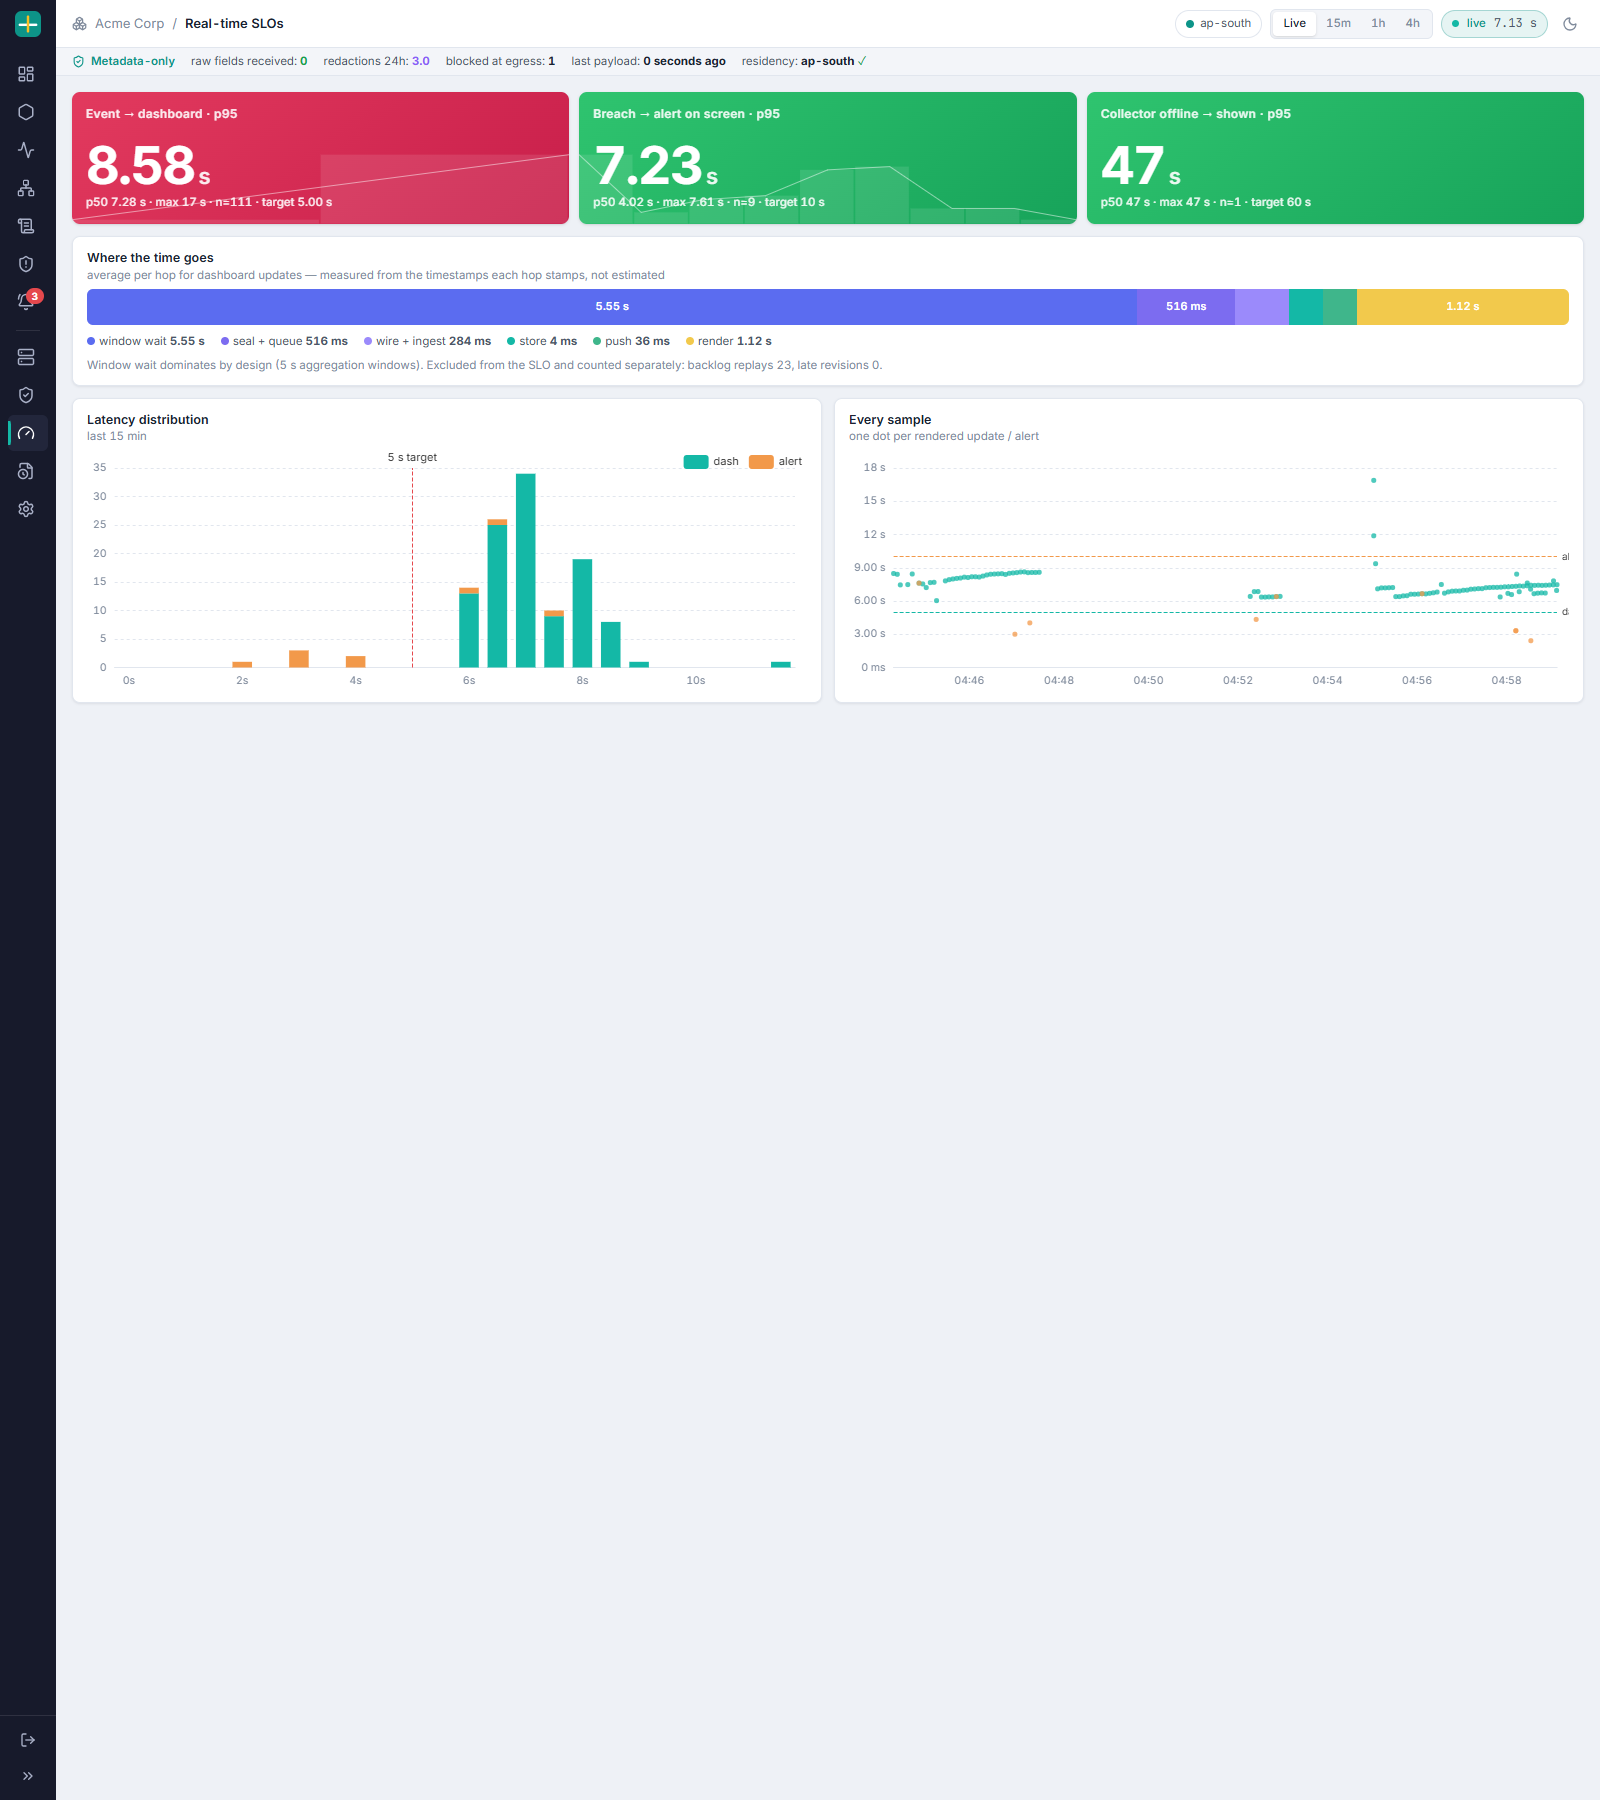 Acme Corp / Real-time SLOs
ap-south
Live 15m 1h 4h
live 7.13 s
Metadata-only raw fields received: 0 redactions 24h: 3.0 blocked at egress: 1 last payload: 0 seconds ago residency: ap-south ✓
3
Event → dashboard · p95
8.58 s
p50 7.28 s · max 17 s · n=111 · target 5.00 s
Breach → alert on screen · p95
7.23 s
p50 4.02 s · max 7.61 s · n=9 · target 10 s
Collector offline → shown · p95
47 s
p50 47 s · max 47 s · n=1 · target 60 s
Where the time goes
average per hop for dashboard updates — measured from the timestamps each hop stamps, not estimated
5.55 s 516 ms 1.12 s
window wait 5.55 s seal + queue 516 ms wire + ingest 284 ms store 4 ms push 36 ms render 1.12 s
Window wait dominates by design (5 s aggregation windows). Excluded from the SLO and counted separately: backlog replays 23, late revisions 0.
Latency distribution
last 15 min
5 s target
dash alert
35
30
25
20
15
10
5
0
0s 2s 4s 6s 8s 10s
Every sample
one dot per rendered update / alert
18 s
15 s
12 s
al
9.00 s
6.00 s
d
3.00 s
0 ms
04:46 04:48 04:50 04:52 04:54 04:56 04:58